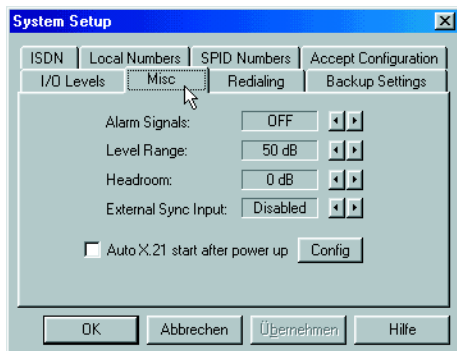 System Setup
ISDN Local Numbers SPID Numbers Accept Configuration
I/O Levels Misc Redialing Backup Settings
Alarm Signals: OFF
Level Range: 50 dB
Headroom: 0 dB
External Sync Input: Disabled
Auto X.21 start after power up Config
OK Abbrechen Übernehmen Hilfe